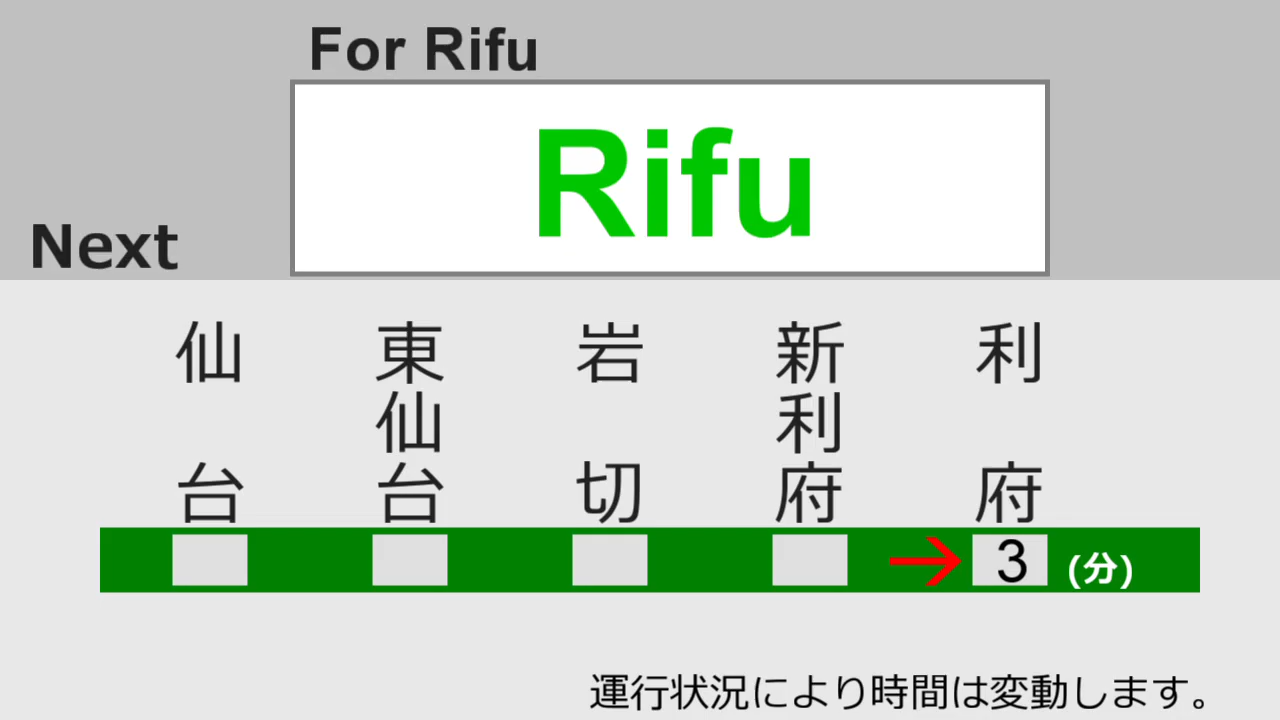 For Rifu
Rifu
Next
仙台
東仙台
岩切
新利府
利府
3 (分)
運行状況により時間は変動します。